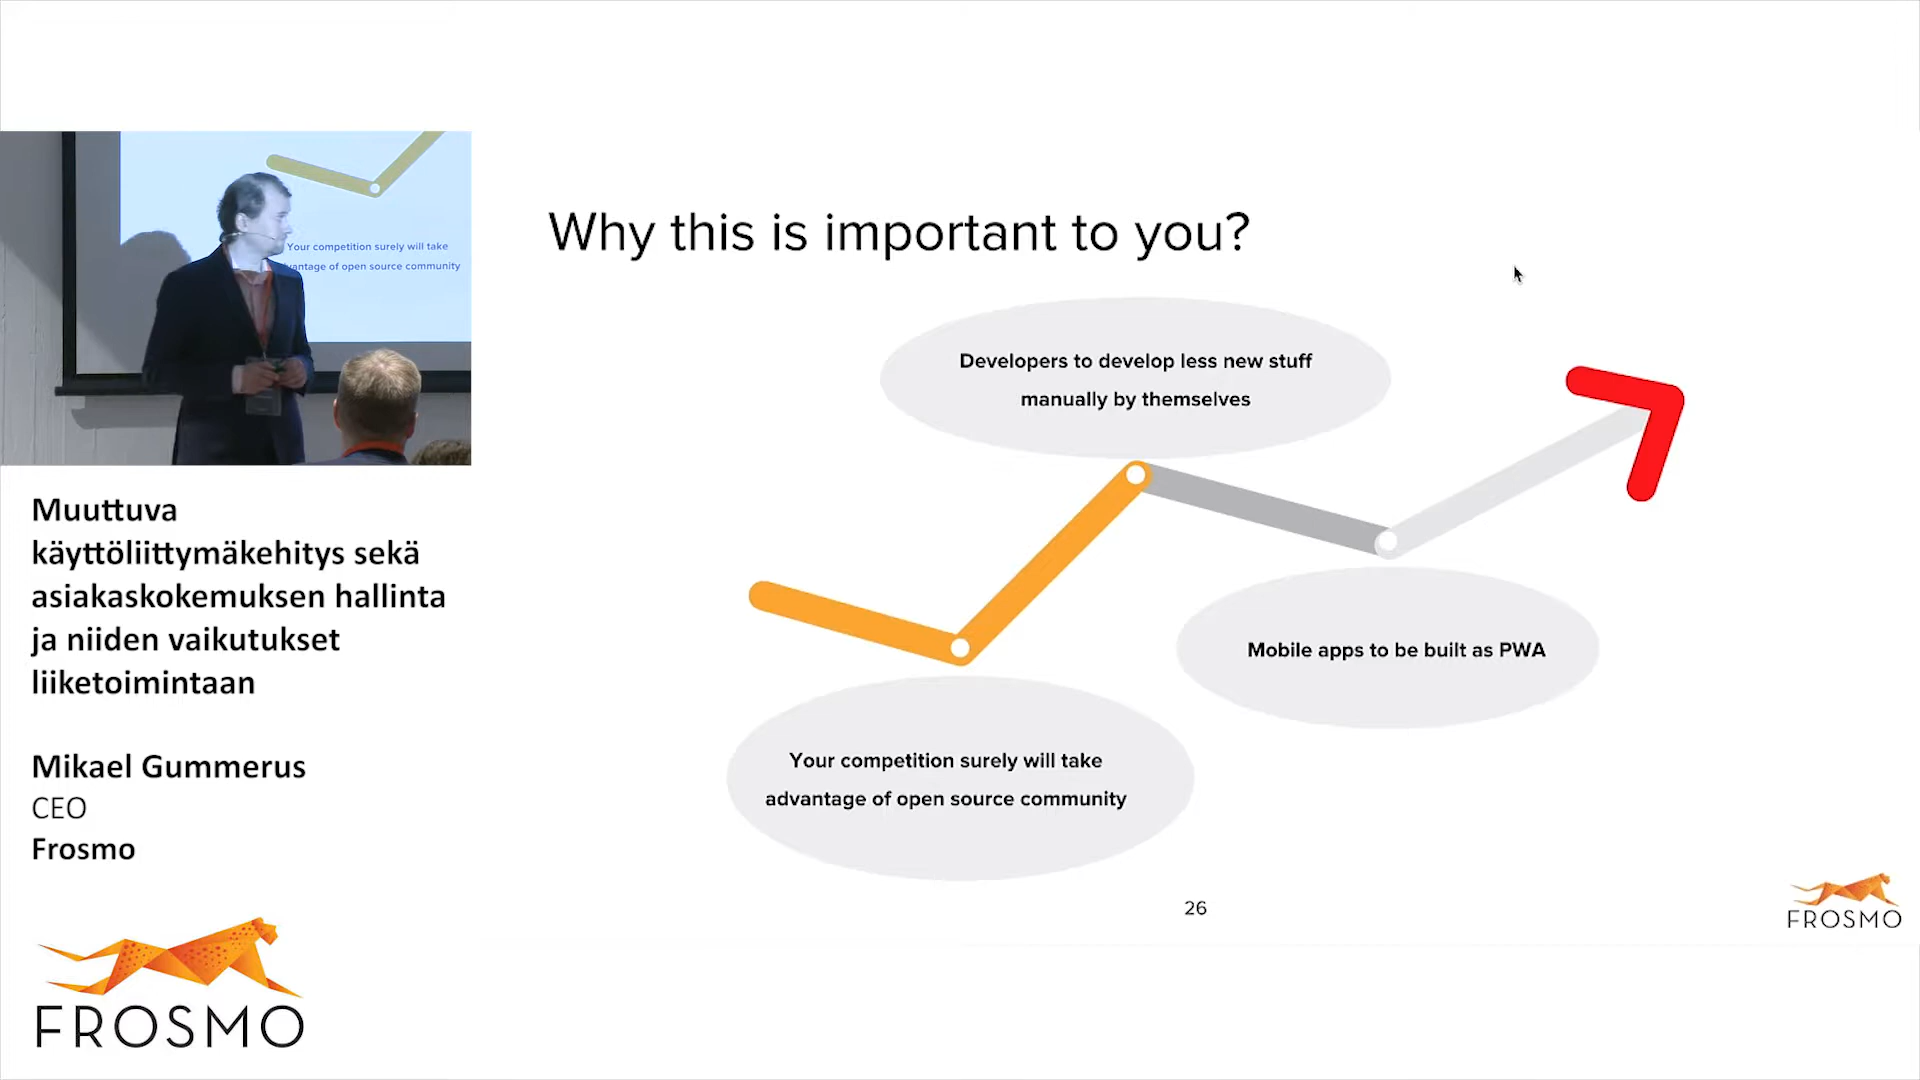 Your competition surely will take
advantage of open source community
Muuttuva
käyttöliittymäkehitys sekä
asiakaskokemuksen hallinta
ja niiden vaikutukset
liiketoimintaan
Mikael Gummerus
CEO
Frosmo
FROSMO
Why this is important to you?
Developers to develop less new stuff
manually by themselves
Mobile apps to be built as PWA
Your competition surely will take
advantage of open source community
26
FROSMO